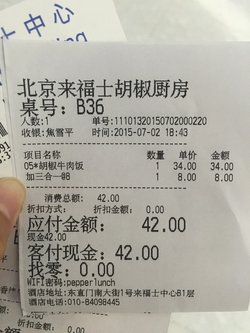 士中心
北京来福士胡椒厨房
桌号: B36
人数:1 单号:11101320150702000220
收银:焦雪平 时间:2015-07-02 18:43
项目名称 数量 单价 金额
05*胡椒牛肉饭 1 34.00 34.00
加三合一08 1 8.00 8.00
消费总额: 42.00
折扣方式: 折扣金额: 0.00
应付金额: 42.00
现金42.00
客付现金: 42.00
找零: 0.00
WIFI密码:pepperlunch
酒店地址:东直门南大街1号来福士中心B1层
酒店电话:010-84098445